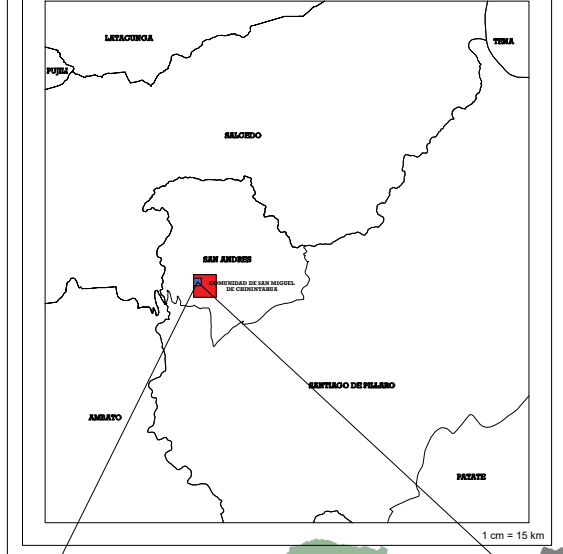 LATACUNGA
TENA
PUJILI
SALCEDO
SAN ANDRES
COMUNIDAD DE SAN MIGUEL
DE CHININTAHUA
SANTIAGO DE PILLARO
AMBATO
PATATE
1 cm = 15 km